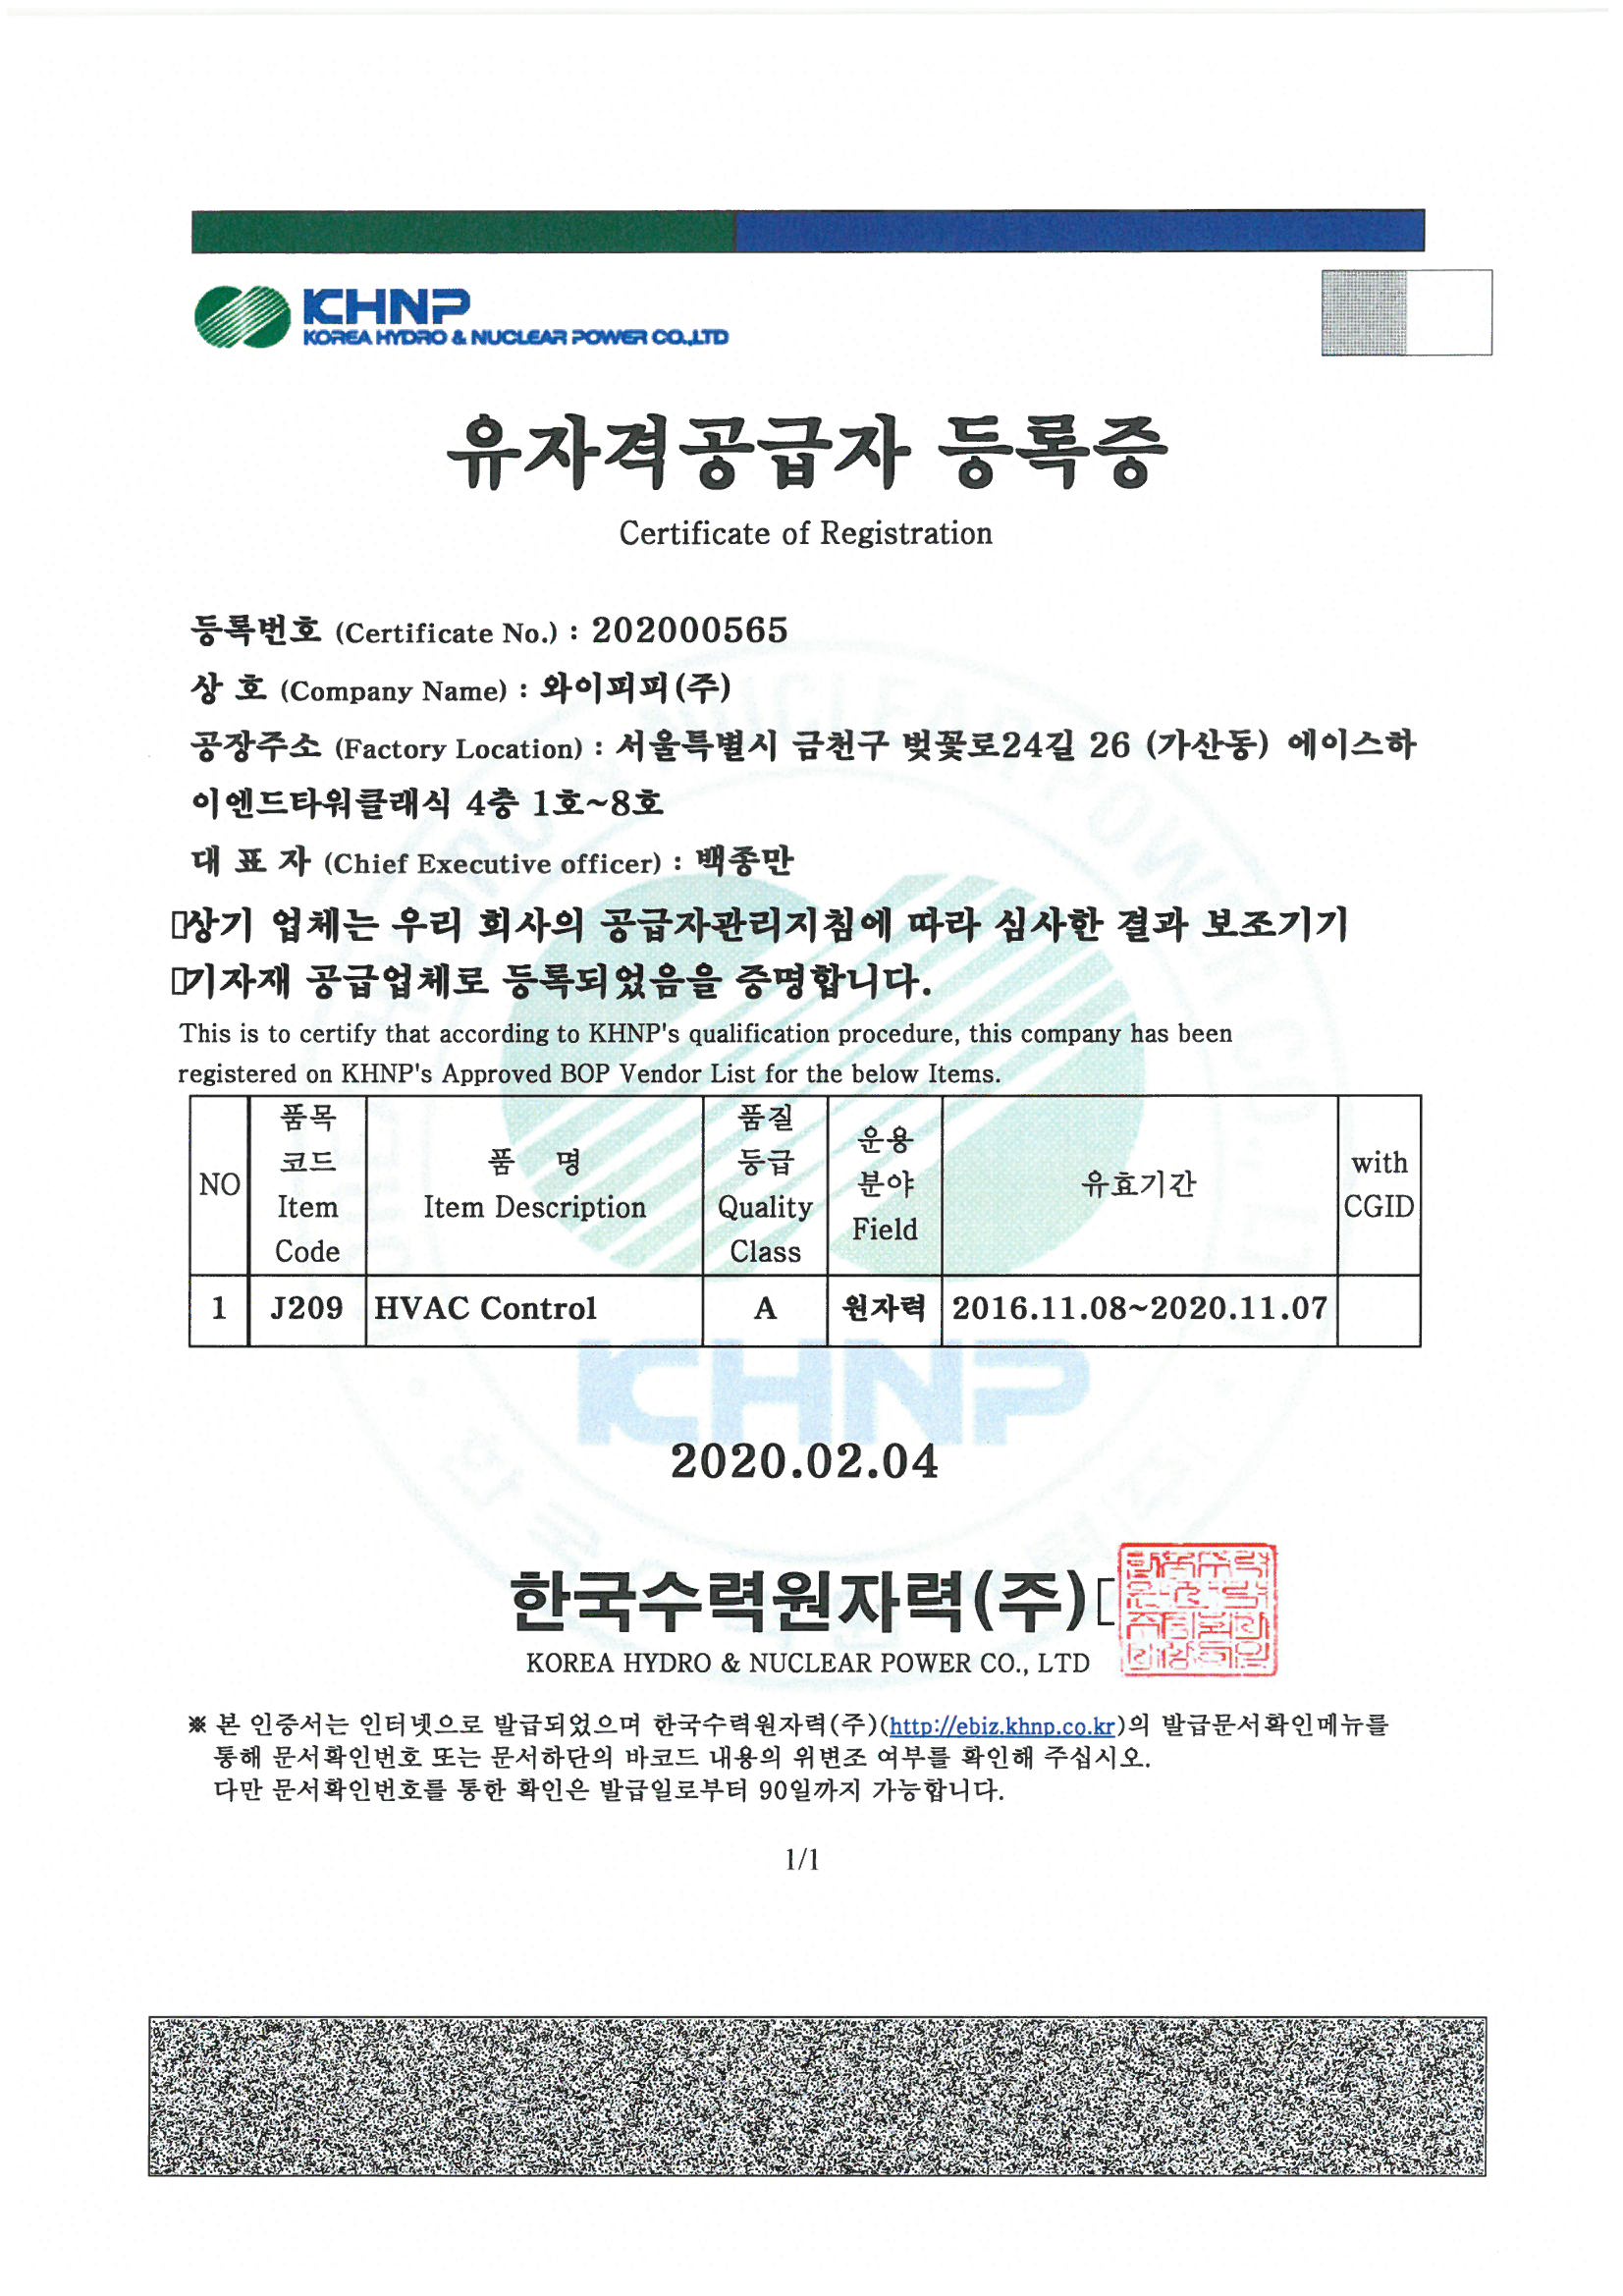 KHNP
KOREA HYDRO & NUCLEAR POWER CO.,LTD
유자격공급자 등록증
Certificate of Registration
등록번호 (Certificate No.) : 202000565
상 호 (Company Name) : 와이피피(주)
공장주소 (Factory Location) : 서울특별시 금천구 벚꽃로24길 26 (가산동) 에이스하
이엔드타워클래식 4층 1호~8호
대 표 자 (Chief Executive officer) : 백종만
상기 업체는 우리 회사의 공급자관리지침에 따라 심사한 결과 보조기기
기자재 공급업체로 등록되었음을 증명합니다.
This is to certify that according to KHNP's qualification procedure, this company has been
registered on KHNP's Approved BOP Vendor List for the below Items.
NO
품목
코드
Item
Code
품 명
Item Description
품질
등급
Quality
Class
운용
분야
Field
유효기간
with
CGID
1 J209 HVAC Control A 원자력 2016.11.08~2020.11.07
KHNP
2020.02.04
한국수력원자력(주)
KOREA HYDRO & NUCLEAR POWER CO., LTD
※ 본 인증서는 인터넷으로 발급되었으며 한국수력원자력(주)(http://ebiz.khnp.co.kr)의 발급문서확인메뉴를
통해 문서확인번호 또는 문서하단의 바코드 내용의 위변조 여부를 확인해 주십시오.
다만 문서확인번호를 통한 확인은 발급일로부터 90일까지 가능합니다.
1/1